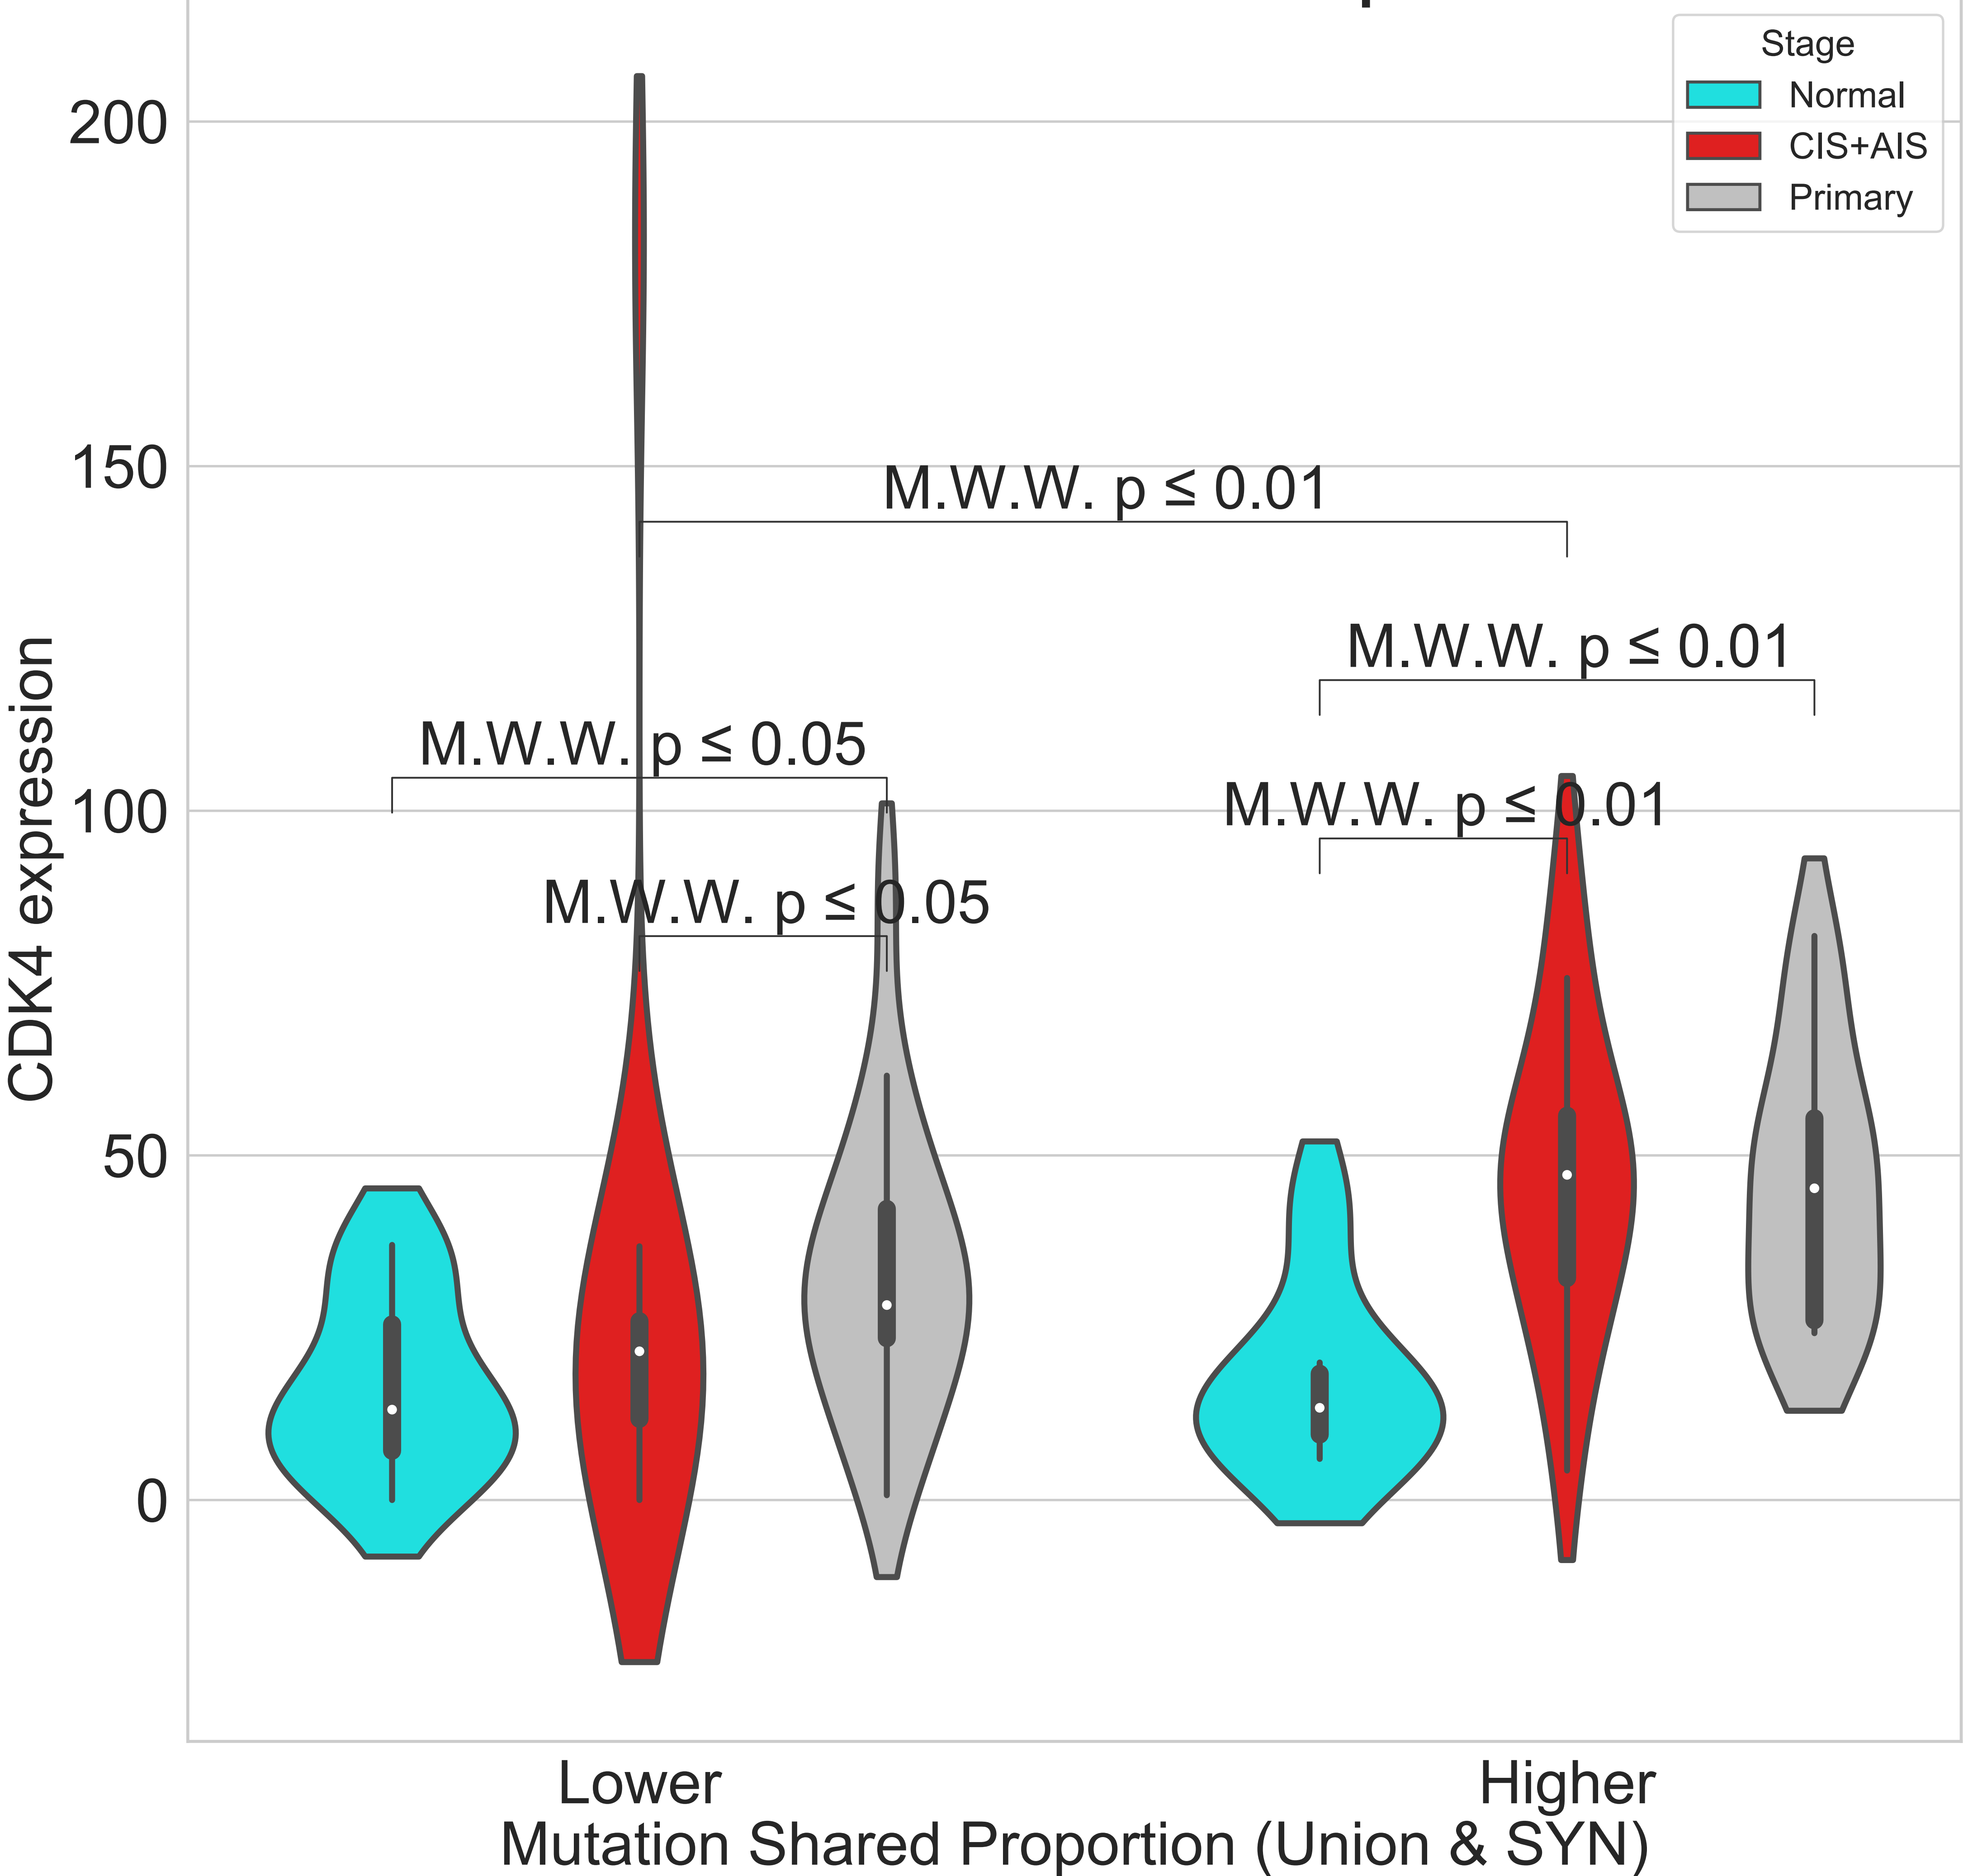 Stage
Normal
CIS+AIS
Primary
200
150
100
50
0
CDK4 expression
M.W.W. p ≤ 0.01
M.W.W. p ≤ 0.01
M.W.W. p ≤ 0.05
M.W.W. p ≤ 0.01
M.W.W. p ≤ 0.05
Lower
Higher
Mutation Shared Proportion (Union & SYN)